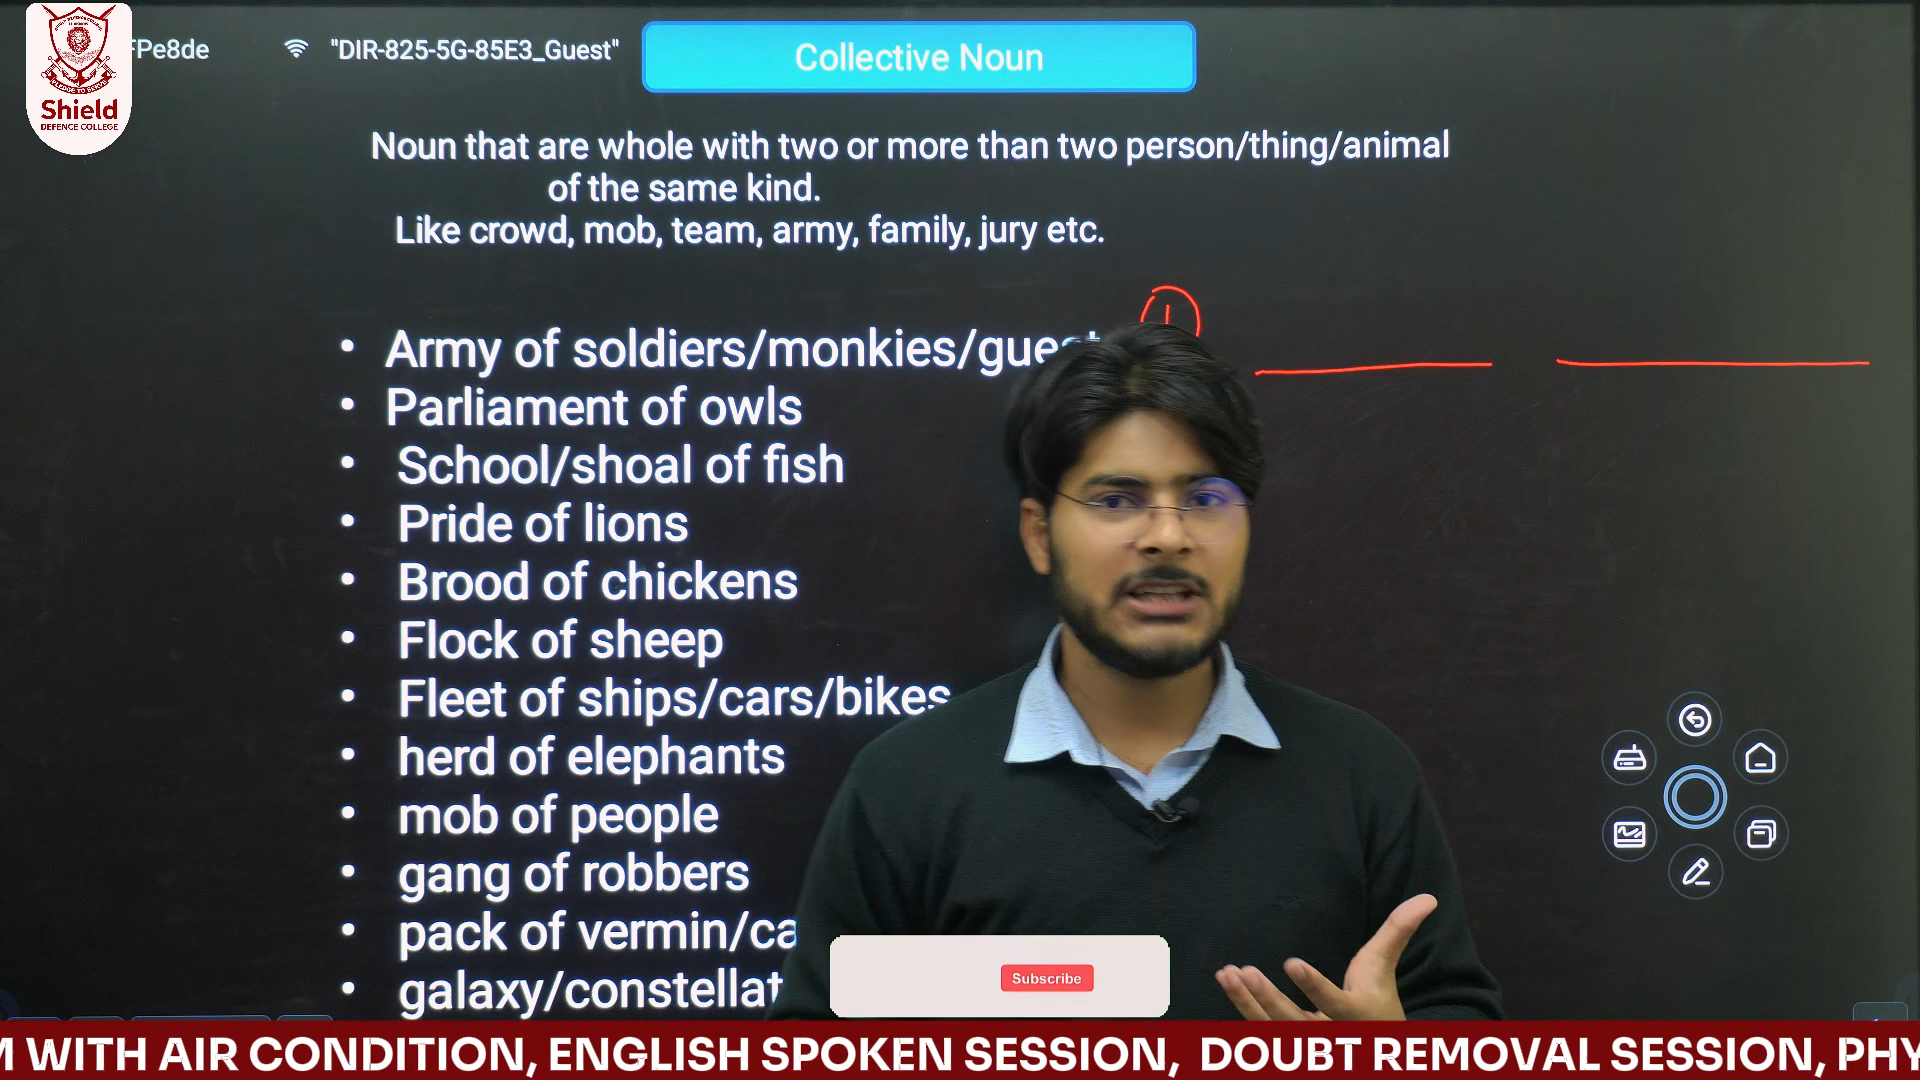 FPe8de
"DIR-825-5G-85E3_Guest"
Collective Noun
Shield
DEFENCE COLLEGE
Noun that are whole with two or more than two person/thing/animal
of the same kind.
Like crowd, mob, team, army, family, jury etc.
• Army of soldiers/monkies/guest
• Parliament of owls
• School/shoal of fish
• Pride of lions
• Brood of chickens
• Flock of sheep
• Fleet of ships/cars/bikes
• herd of elephants
• mob of people
• gang of robbers
• pack of vermin/ca
• galaxy/constellat
Subscribe
M WITH AIR CONDITION, ENGLISH SPOKEN SESSION, DOUBT REMOVAL SESSION, PHY